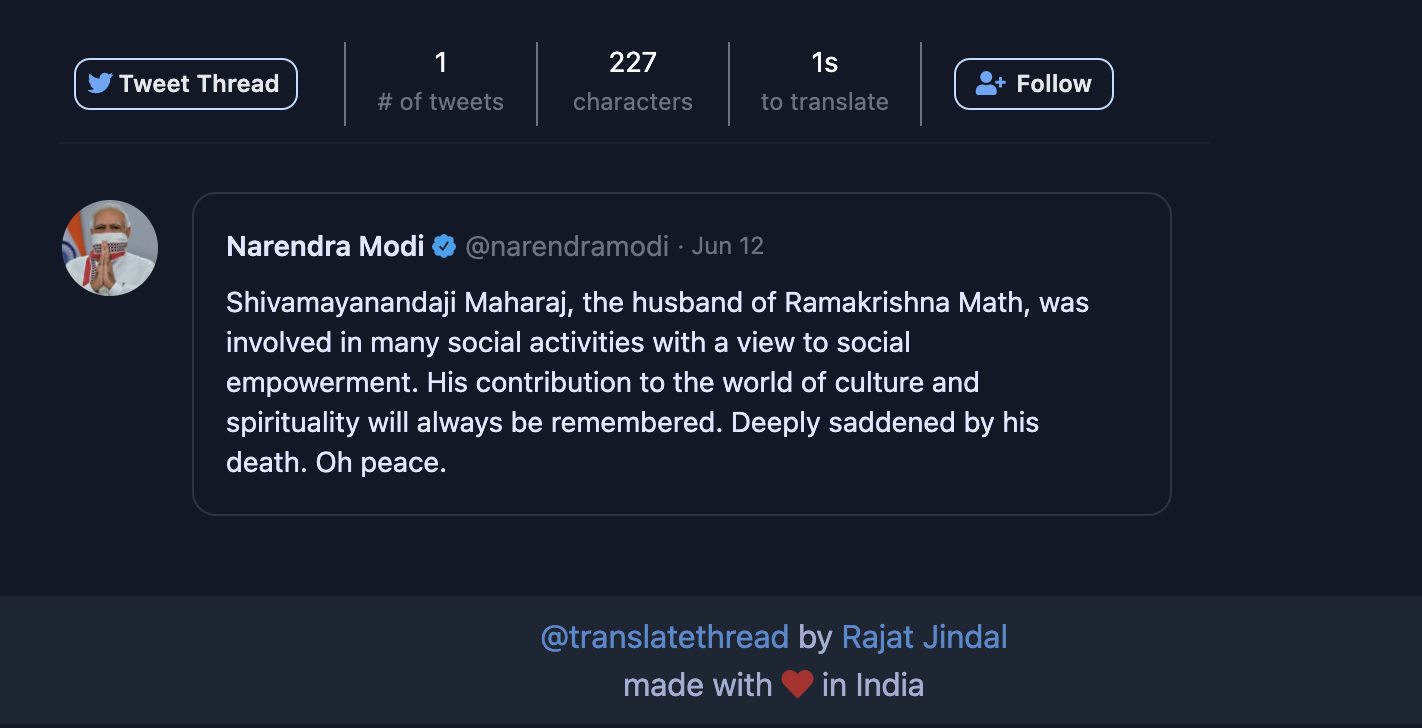 Tweet Thread
1
# of tweets
227
characters
1s
to translate
Follow
Narendra Modi @narendramodi · Jun 12
Shivamayanandaji Maharaj, the husband of Ramakrishna Math, was
involved in many social activities with a view to social
empowerment. His contribution to the world of culture and
spirituality will always be remembered. Deeply saddened by his
death. Oh peace.
@translatethread by Rajat Jindal
made with ❤ in India